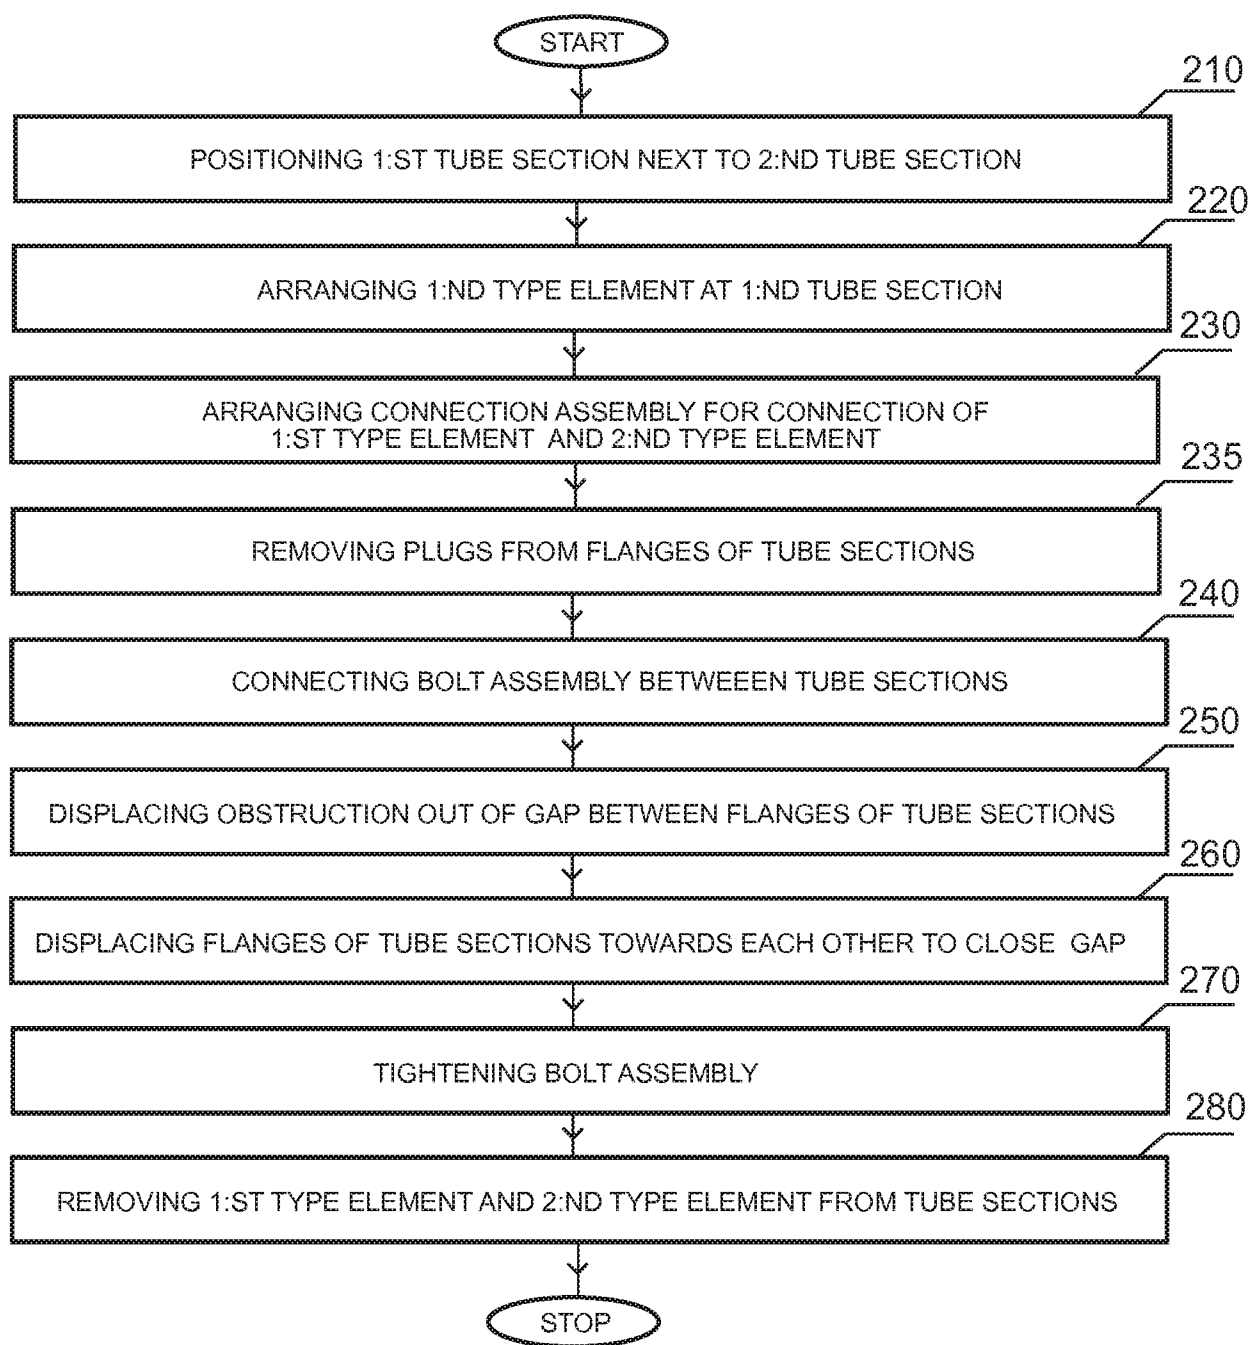 START
210
POSITIONING 1:ST TUBE SECTION NEXT TO 2:ND TUBE SECTION
220
ARRANGING 1:ND TYPE ELEMENT AT 1:ND TUBE SECTION
230
ARRANGING CONNECTION ASSEMBLY FOR CONNECTION OF
1:ST TYPE ELEMENT AND 2:ND TYPE ELEMENT
235
REMOVING PLUGS FROM FLANGES OF TUBE SECTIONS
240
CONNECTING BOLT ASSEMBLY BETWEEEN TUBE SECTIONS
250
DISPLACING OBSTRUCTION OUT OF GAP BETWEEN FLANGES OF TUBE SECTIONS
260
DISPLACING FLANGES OF TUBE SECTIONS TOWARDS EACH OTHER TO CLOSE GAP
270
TIGHTENING BOLT ASSEMBLY
280
REMOVING 1:ST TYPE ELEMENT AND 2:ND TYPE ELEMENT FROM TUBE SECTIONS
STOP